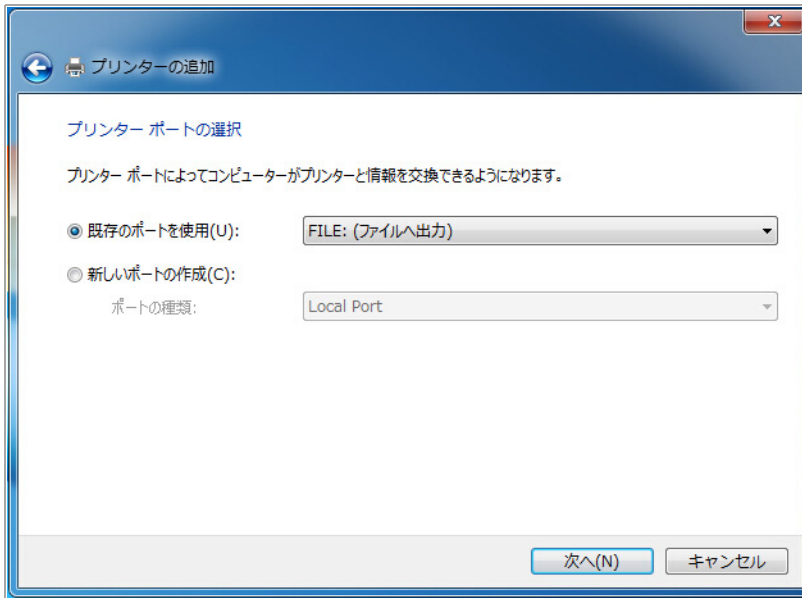 プリンターの追加
プリンター ポートの選択
プリンター ポートによってコンピューターがプリンターと情報を交換できるようになります。
既存のポートを使用(U): FILE: (ファイルへ出力)
新しいポートの作成(C):
ポートの種類: Local Port
次へ(N) キャンセル